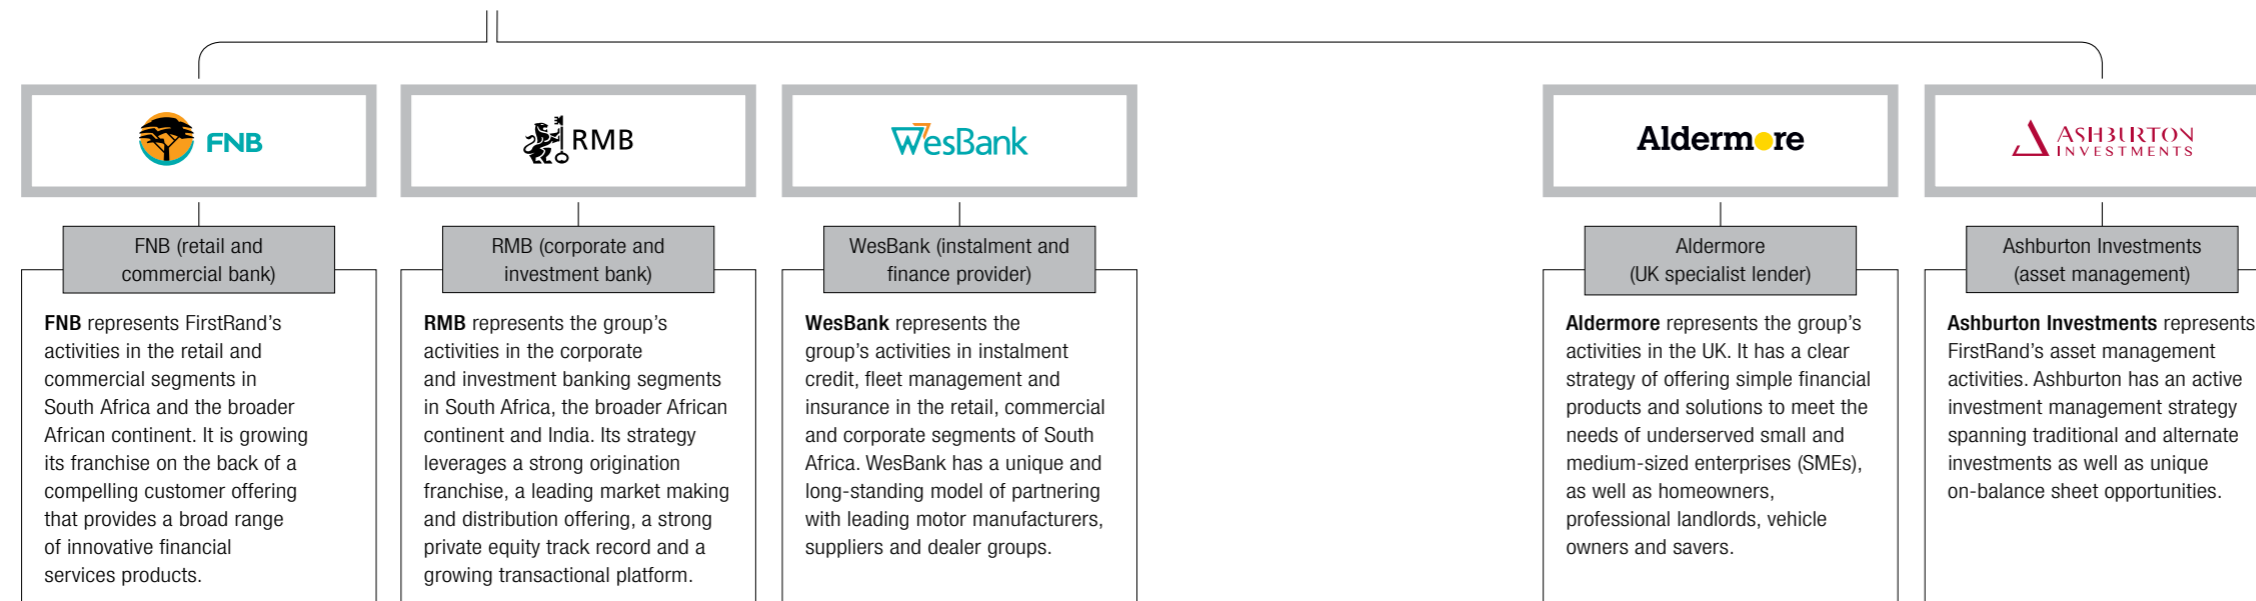 FNB
RMB
WesBank
Aldermore
ASHBURTON
INVESTMENTS
FNB (retail and
commercial bank)
RMB (corporate and
investment bank)
WesBank (instalment and
finance provider)
Aldermore
(UK specialist lender)
Ashburton Investments
(asset management)
FNB represents FirstRand’s
activities in the retail and
commercial segments in
South Africa and the broader
African continent. It is growing
its franchise on the back of a
compelling customer offering
that provides a broad range
of innovative financial
services products.
RMB represents the group’s
activities in the corporate
and investment banking segments
in South Africa, the broader African
continent and India. Its strategy
leverages a strong origination
franchise, a leading market making
and distribution offering, a strong
private equity track record and a
growing transactional platform.
WesBank represents the
group’s activities in instalment
credit, fleet management and
insurance in the retail, commercial
and corporate segments of South
Africa. WesBank has a unique and
long-standing model of partnering
with leading motor manufacturers,
suppliers and dealer groups.
Aldermore represents the group’s
activities in the UK. It has a clear
strategy of offering simple financial
products and solutions to meet the
needs of underserved small and
medium-sized enterprises (SMEs),
as well as homeowners,
professional landlords, vehicle
owners and savers.
Ashburton Investments represents
FirstRand’s asset management
activities. Ashburton has an active
investment management strategy
spanning traditional and alternate
investments as well as unique
on-balance sheet opportunities.